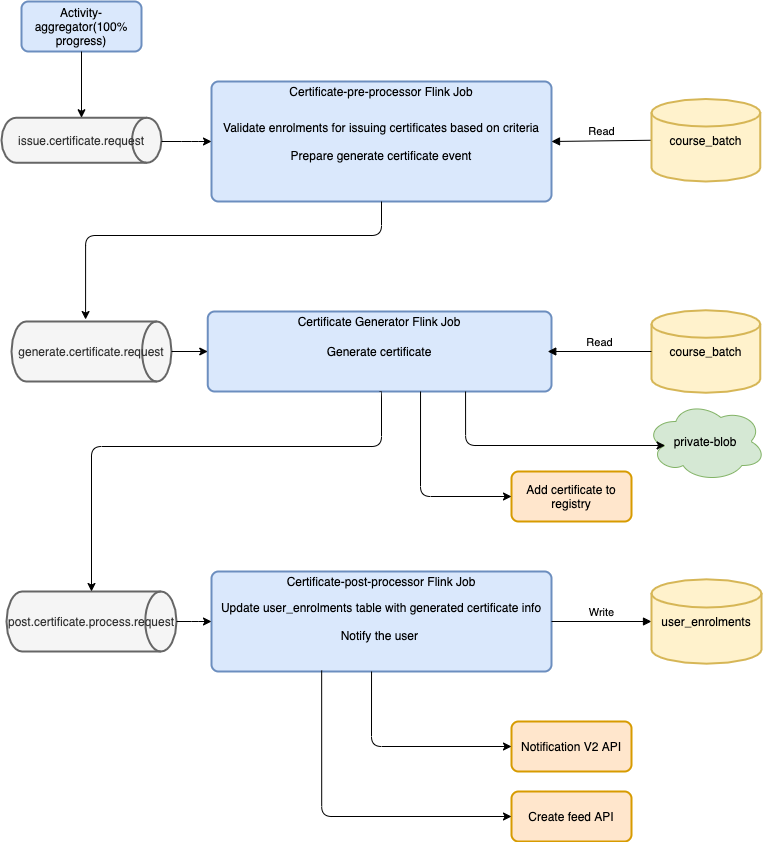 Activity-
aggregator(100%
progress)
Certificate-pre-processor Flink Job
issue.certificate.request
Validate enrolments for issuing certificates based on criteria
Prepare generate certificate event
Read
course_batch
Certificate Generator Flink Job
generate.certificate.request
Generate certificate
Read
course_batch
private-blob
Add certificate to
registry
Certificate-post-processor Flink Job
post.certificate.process.request
Update user_enrolments table with generated certificate info
Notify the user
Write
user_enrolments
Notification V2 API
Create feed API